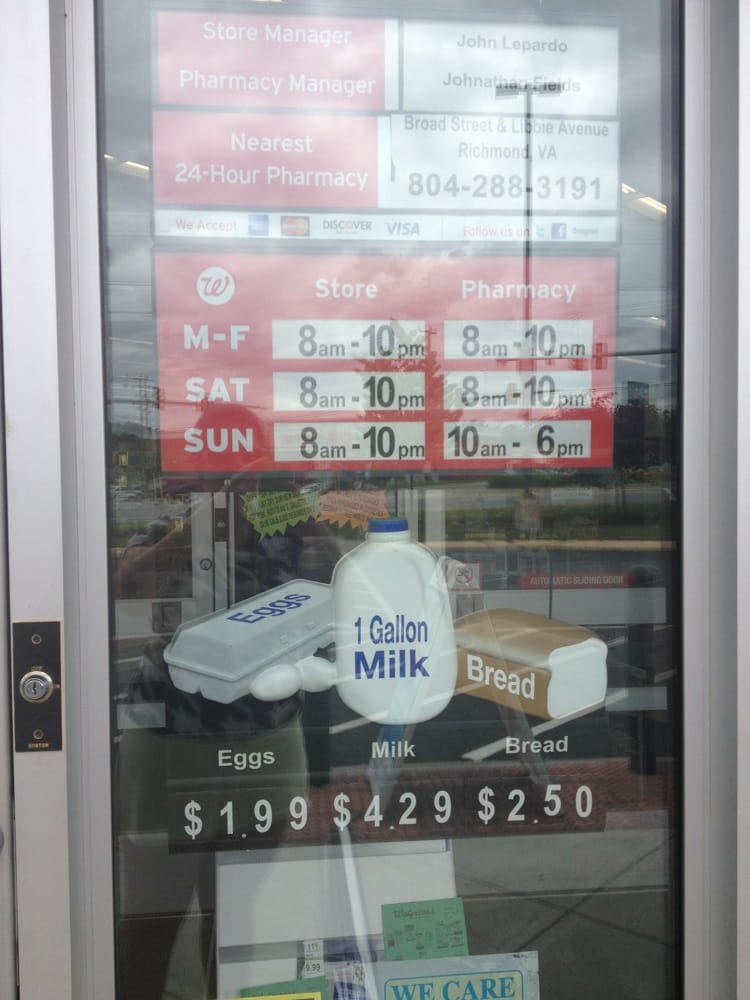 Store Manager
John Lepardo
Pharmacy Manager
Johnathan Fields
Nearest
24-Hour Pharmacy
Broad Street & Libbie Avenue
Richmond, VA
804-288-3191
We Accept
DISCOVER
VISA
Follow us on
W
Store
Pharmacy
M-F
8am - 10pm
8am - 10pm
SAT
8am - 10pm
8am - 10pm
SUN
8am - 10pm
10am - 6pm
AUTOMATIC SLIDING DOOR
Eggs
1 Gallon
Milk
Bread
Eggs
Milk
Bread
$1.99
$4.29
$2.50
Walgreens
9.99
WE CARE